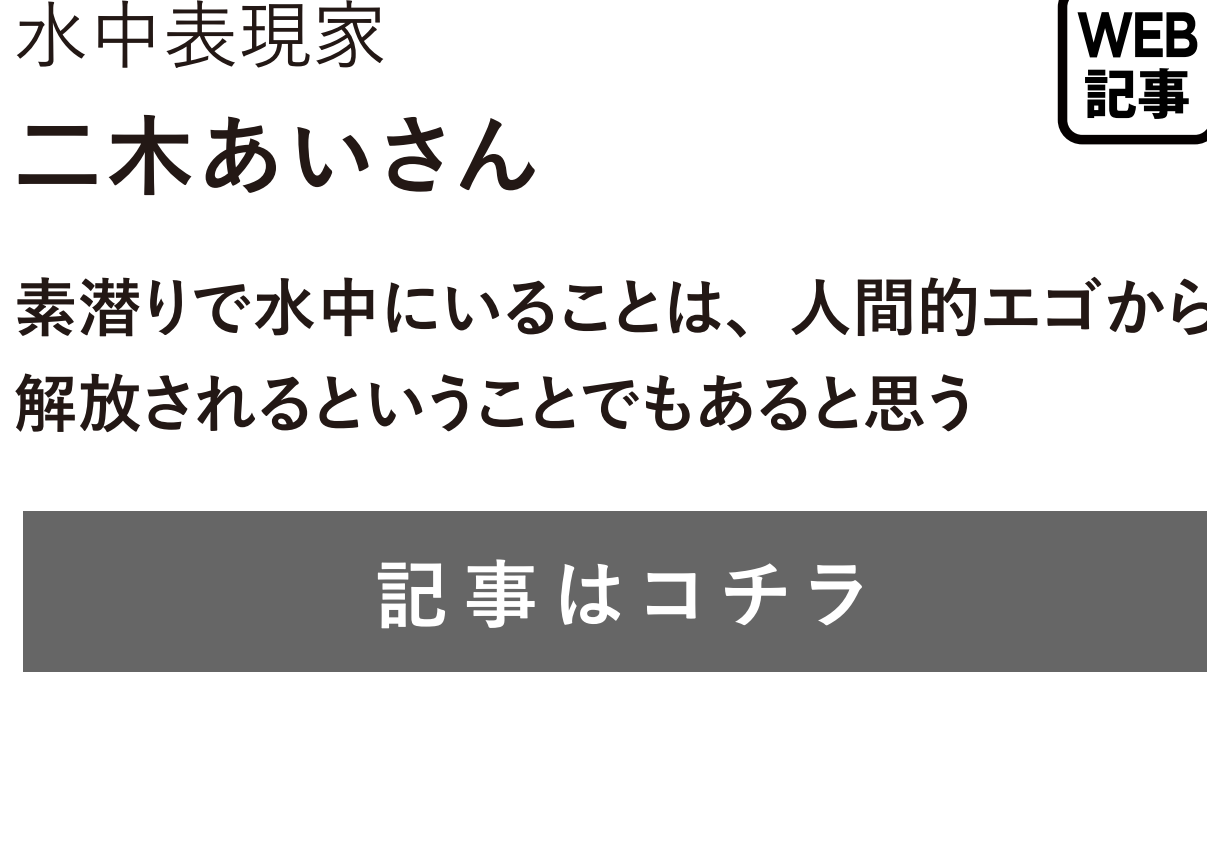 水中表現家
WEB
記事
二木あいさん
素潜りで水中にいることは、人間的エゴから
解放されるということでもあると思う
記事はコチラ